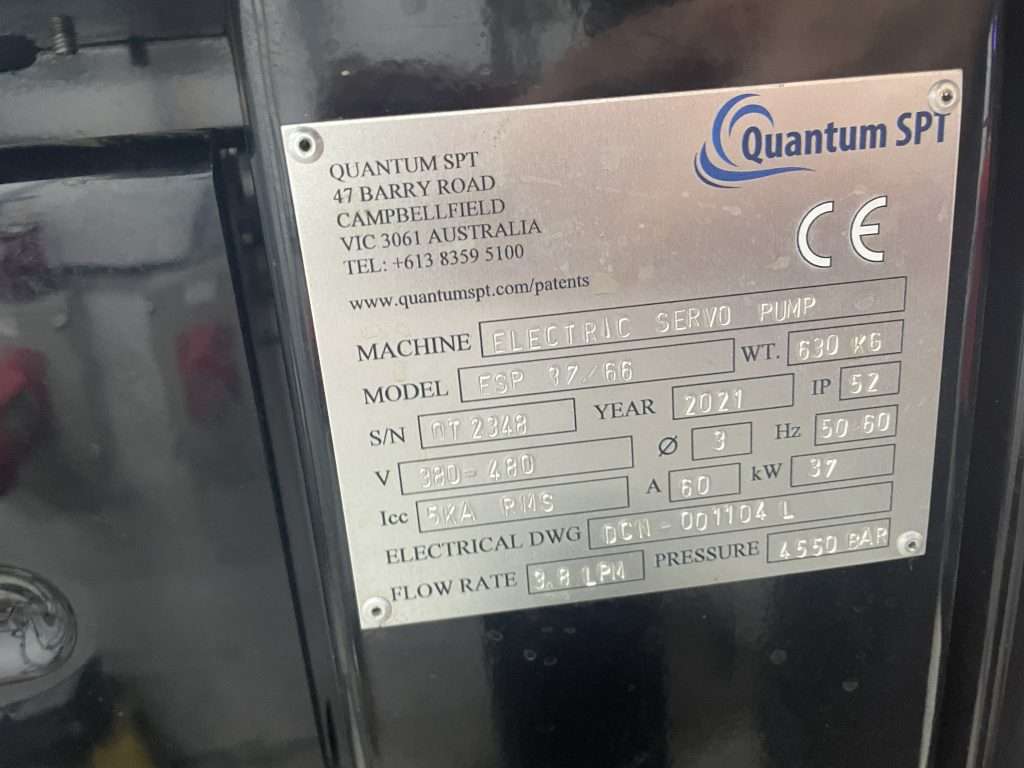 QUANTUM SPT
47 BARRY ROAD
CAMPBELLFIELD
VIC 3061 AUSTRALIA
TEL: +613 8359 5100
www.quantumspt.com/patents
Quantum SPT
CE
MACHINE ELECTRIC SERVO PUMP
MODEL ESP 37/66 WT. 630 KG
S/N QT 2348 YEAR 2021 IP 52
V 380-480 Ø 3 Hz 50-60
Icc 5KA RMS A 60 kW 37
ELECTRICAL DWG DCN-001104 L
FLOW RATE 3.8 LPM PRESSURE 4550 BAR